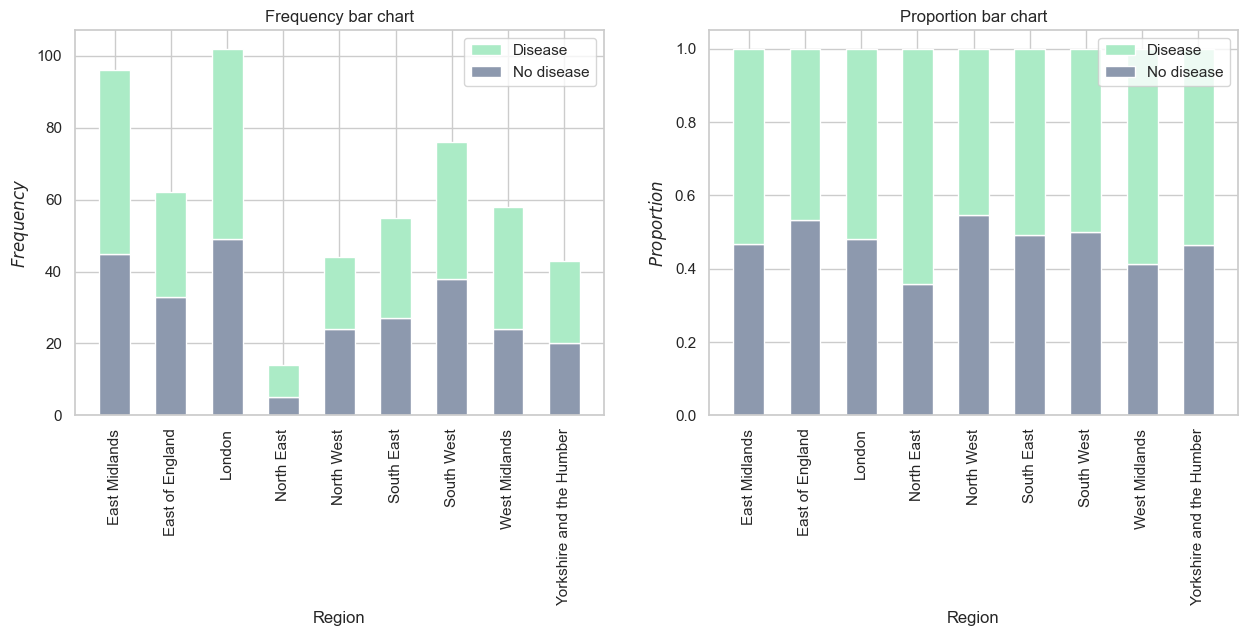 Frequency bar chart
Disease
No disease
100
80
60
40
20
0
Frequency
East Midlands
East of England
London
North East
North West
South East
South West
West Midlands
Yorkshire and the Humber
Region
Proportion bar chart
Disease
No disease
1.0
0.8
0.6
0.4
0.2
0.0
Proportion
East Midlands
East of England
London
North East
North West
South East
South West
West Midlands
Yorkshire and the Humber
Region